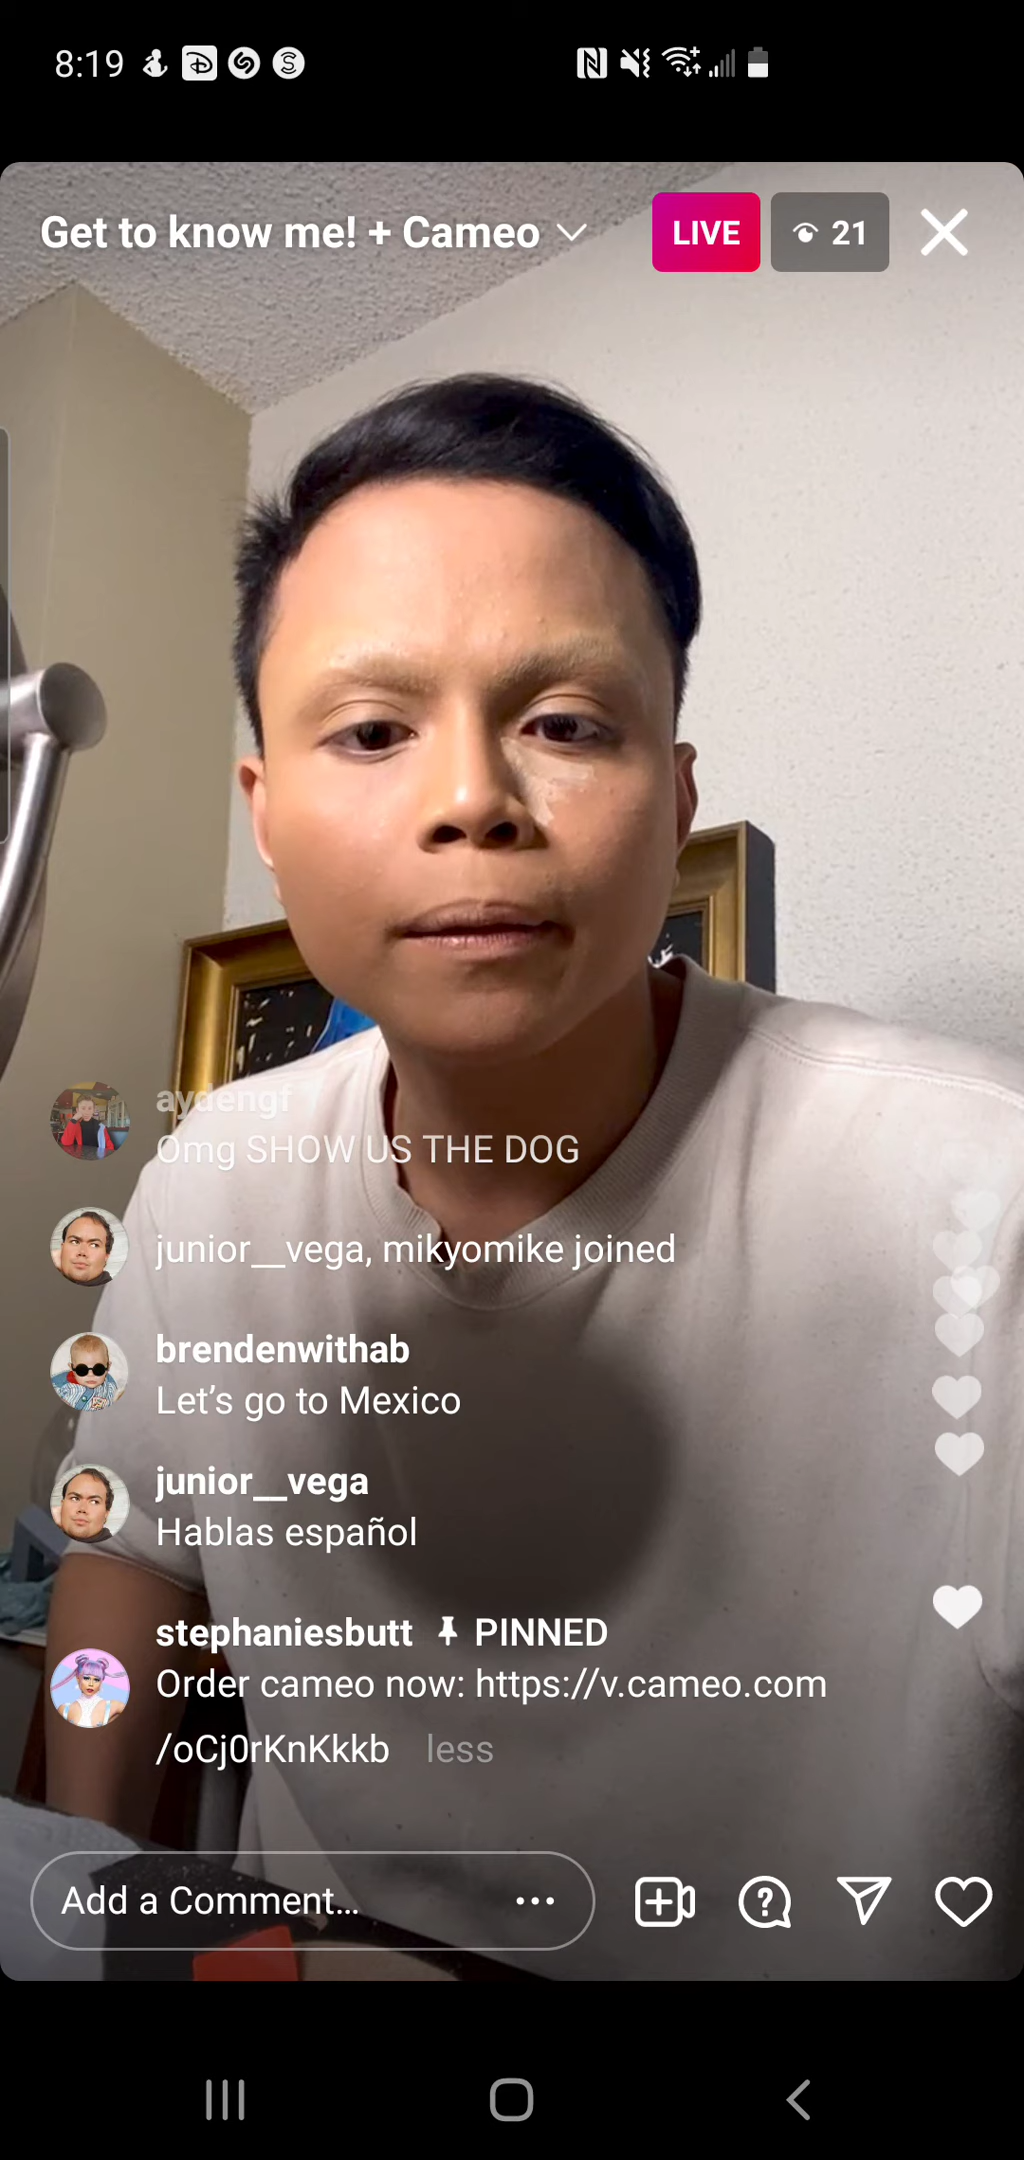 8:19
Get to know me! + Cameo
LIVE
21
aydengf
Omg SHOW US THE DOG
junior__vega, mikyomike joined
brendenwithab
Let’s go to Mexico
junior__vega
Hablas español
stephaniesbutt PINNED
Order cameo now: https://v.cameo.com
/oCj0rKnKkkb less
Add a Comment...